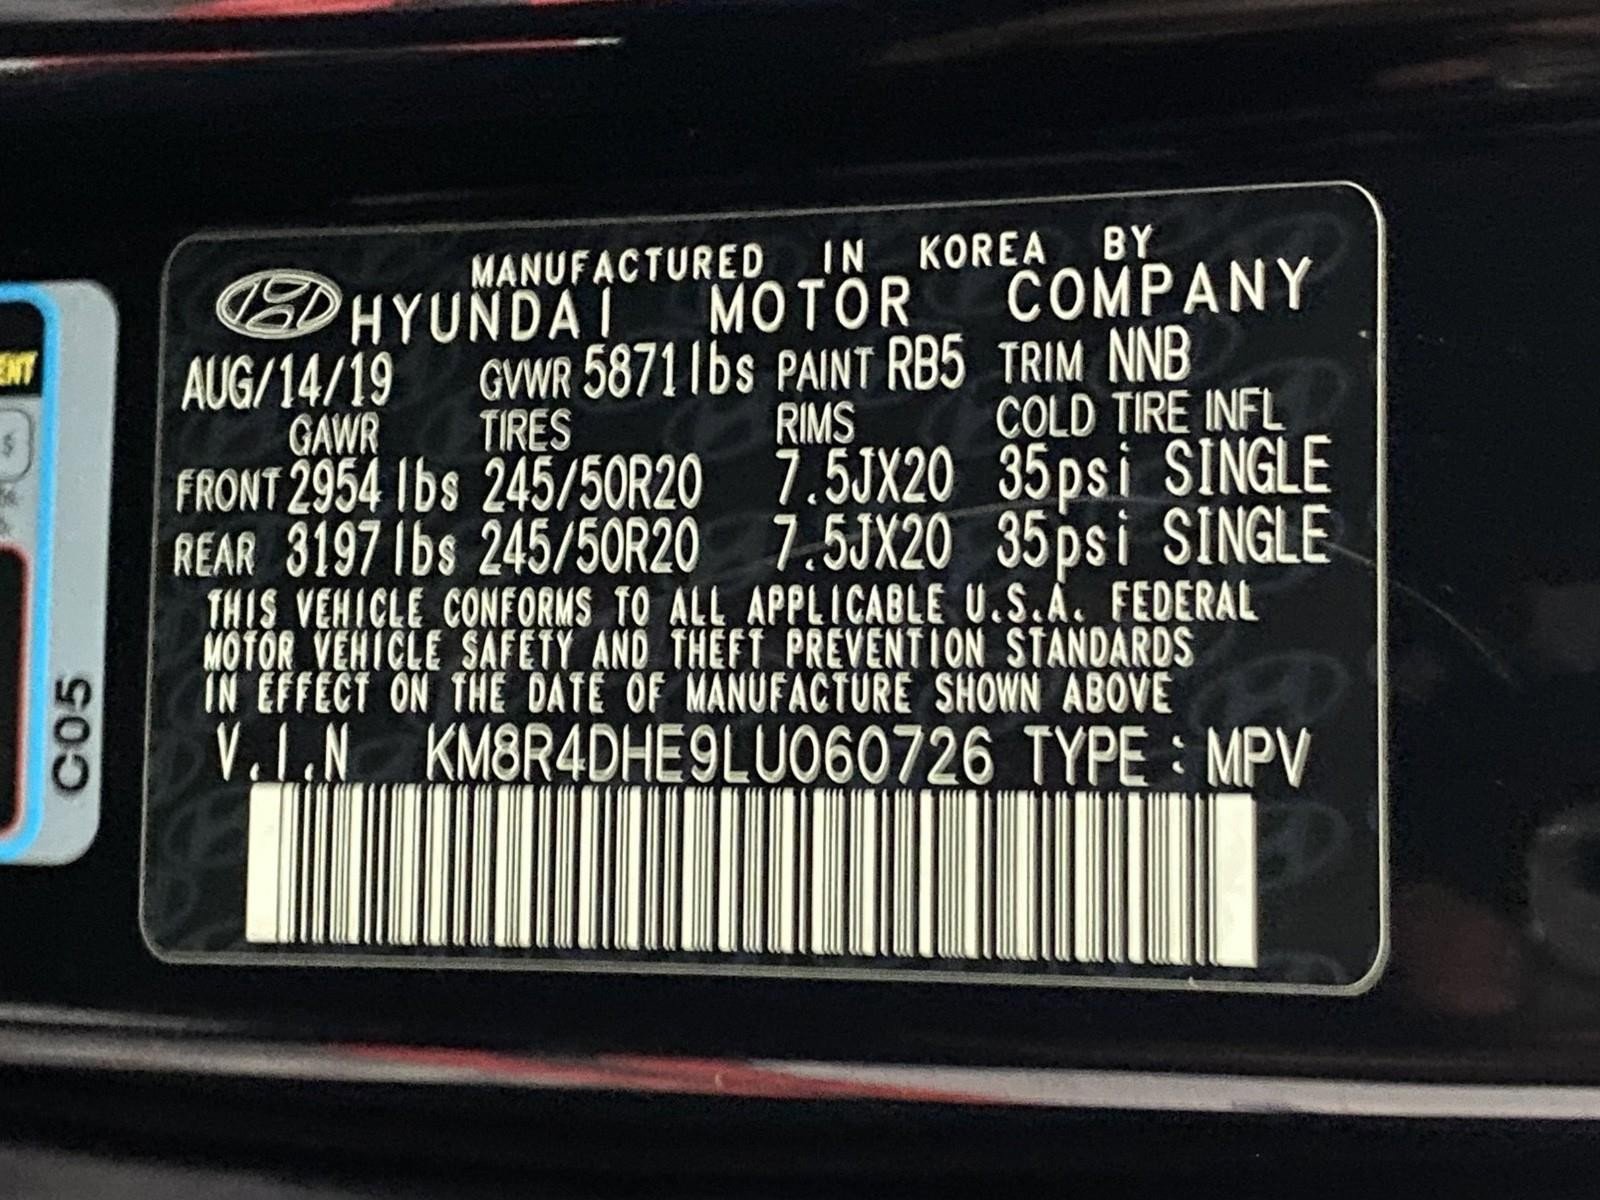 MANUFACTURED IN KOREA BY
HYUNDAI MOTOR COMPANY
AUG/14/19 GVWR 5871lbs PAINT RB5 TRIM NNB
GAWR TIRES RIMS COLD TIRE INFL
FRONT 2954 lbs 245/50R20 7.5JX20 35psi SINGLE
REAR 3197 lbs 245/50R20 7.5JX20 35psi SINGLE
THIS VEHICLE CONFORMS TO ALL APPLICABLE U.S.A. FEDERAL
MOTOR VEHICLE SAFETY AND THEFT PREVENTION STANDARDS
IN EFFECT ON THE DATE OF MANUFACTURE SHOWN ABOVE
V.I.N KM8R4DHE9LU060726 TYPE : MPV
ENT
C05